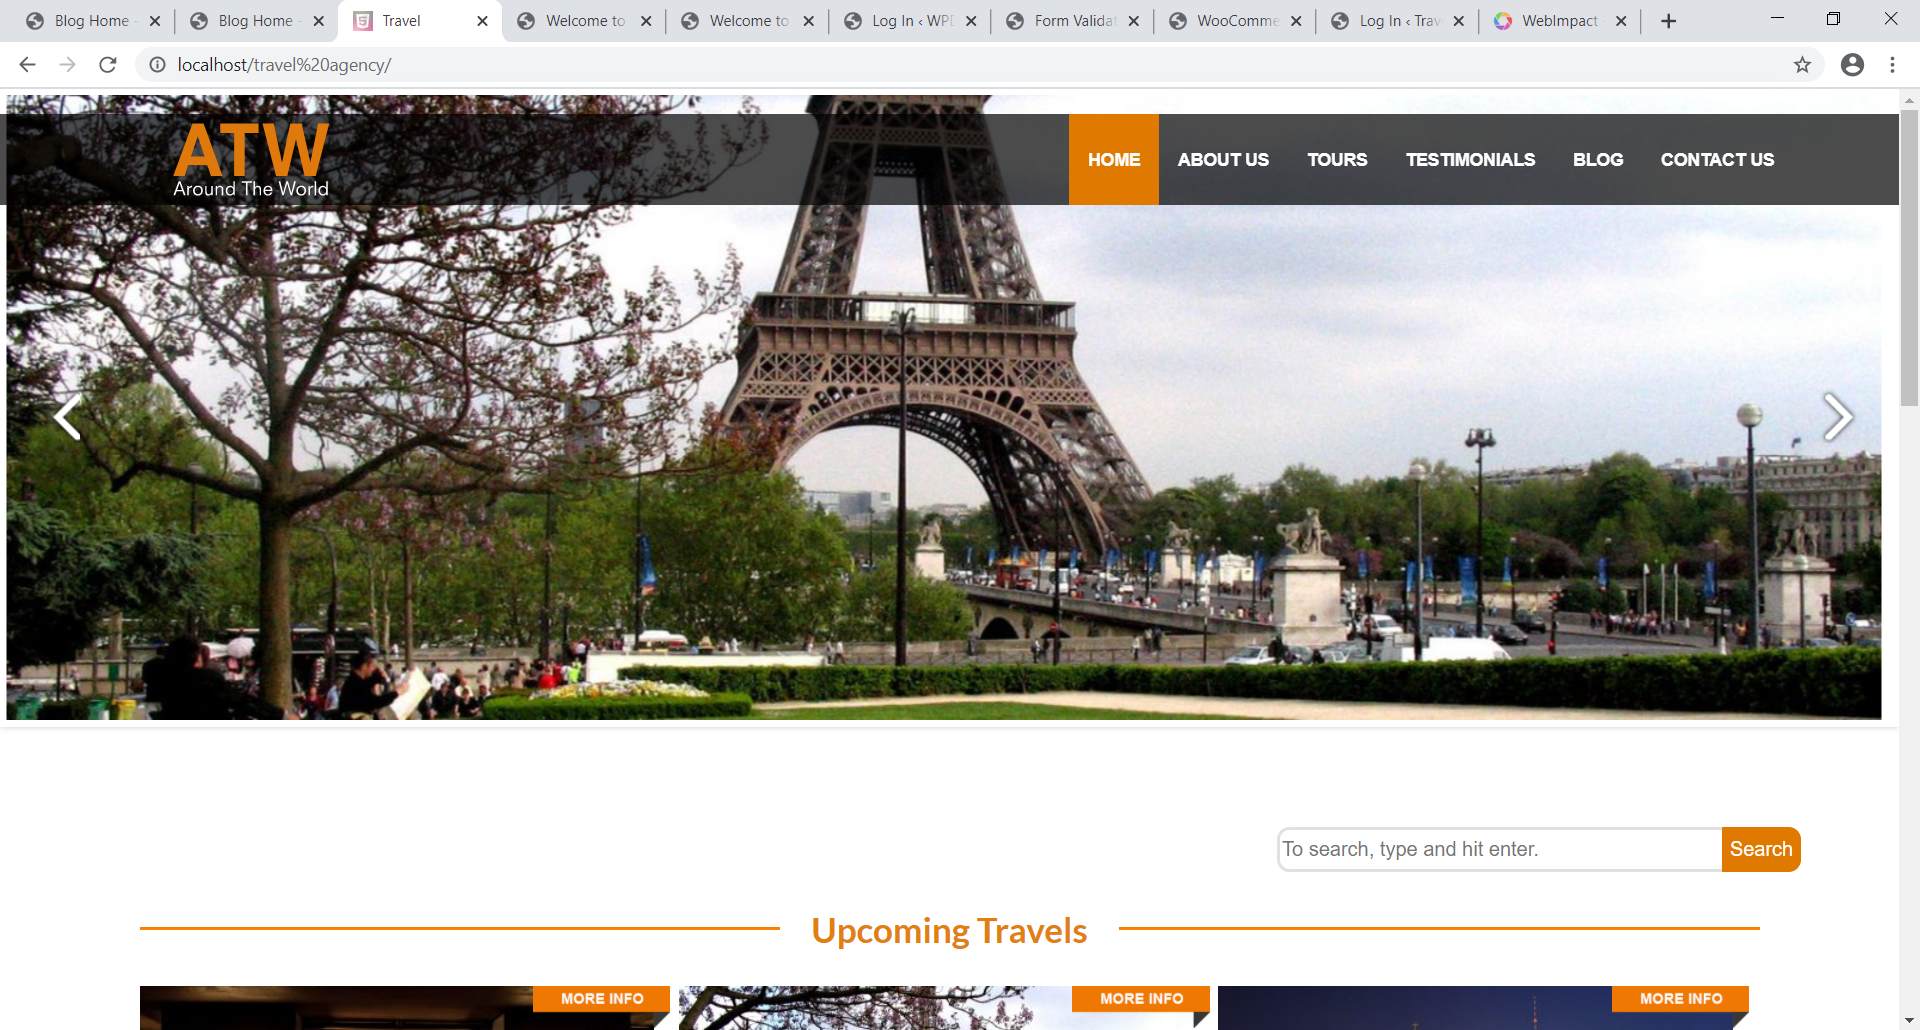 Blog Home -
Blog Home -
Travel
Welcome to
Welcome to
Log In ‹ WPD
Form Validat
WooComme
Log In ‹ Trav
WebImpact -
localhost/travel%20agency/
ATW
Around The World
HOME
ABOUT US
TOURS
TESTIMONIALS
BLOG
CONTACT US
To search, type and hit enter.
Search
Upcoming Travels
MORE INFO
MORE INFO
MORE INFO